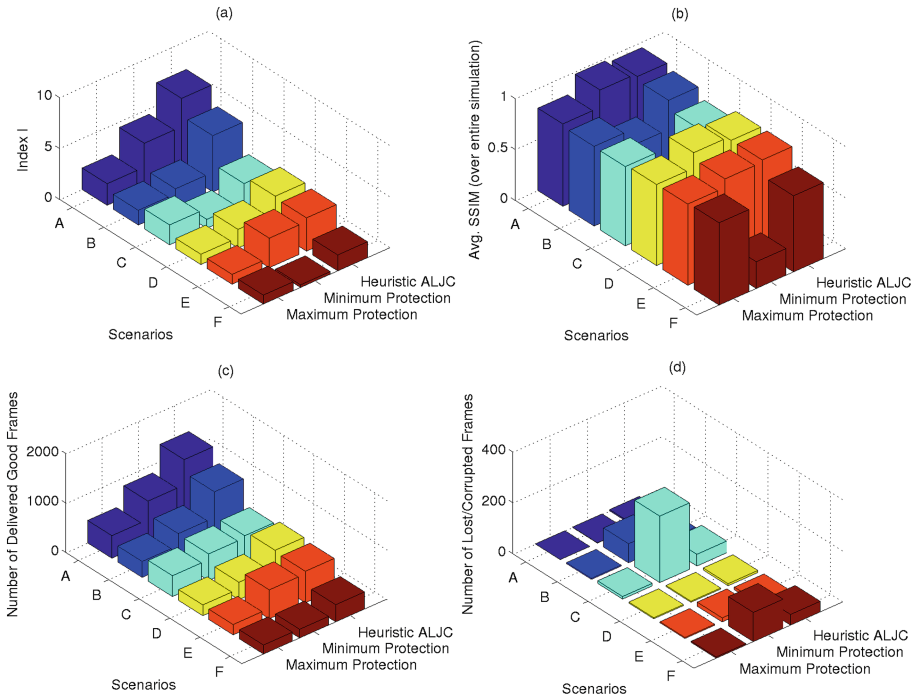 (a)
10
5
0
Index I
A
B
C
D
E
F
Scenarios
Heuristic ALJC
Minimum Protection
Maximum Protection
(b)
1
0.5
0
Avg. SSIM (over entire simulation)
A
B
C
D
E
F
Scenarios
Heuristic ALJC
Minimum Protection
Maximum Protection
(c)
2000
1000
0
Number of Delivered Good Frames
A
B
C
D
E
F
Scenarios
Heuristic ALJC
Minimum Protection
Maximum Protection
(d)
400
200
0
Number of Lost/Corrupted Frames
A
B
C
D
E
F
Scenarios
Heuristic ALJC
Minimum Protection
Maximum Protection